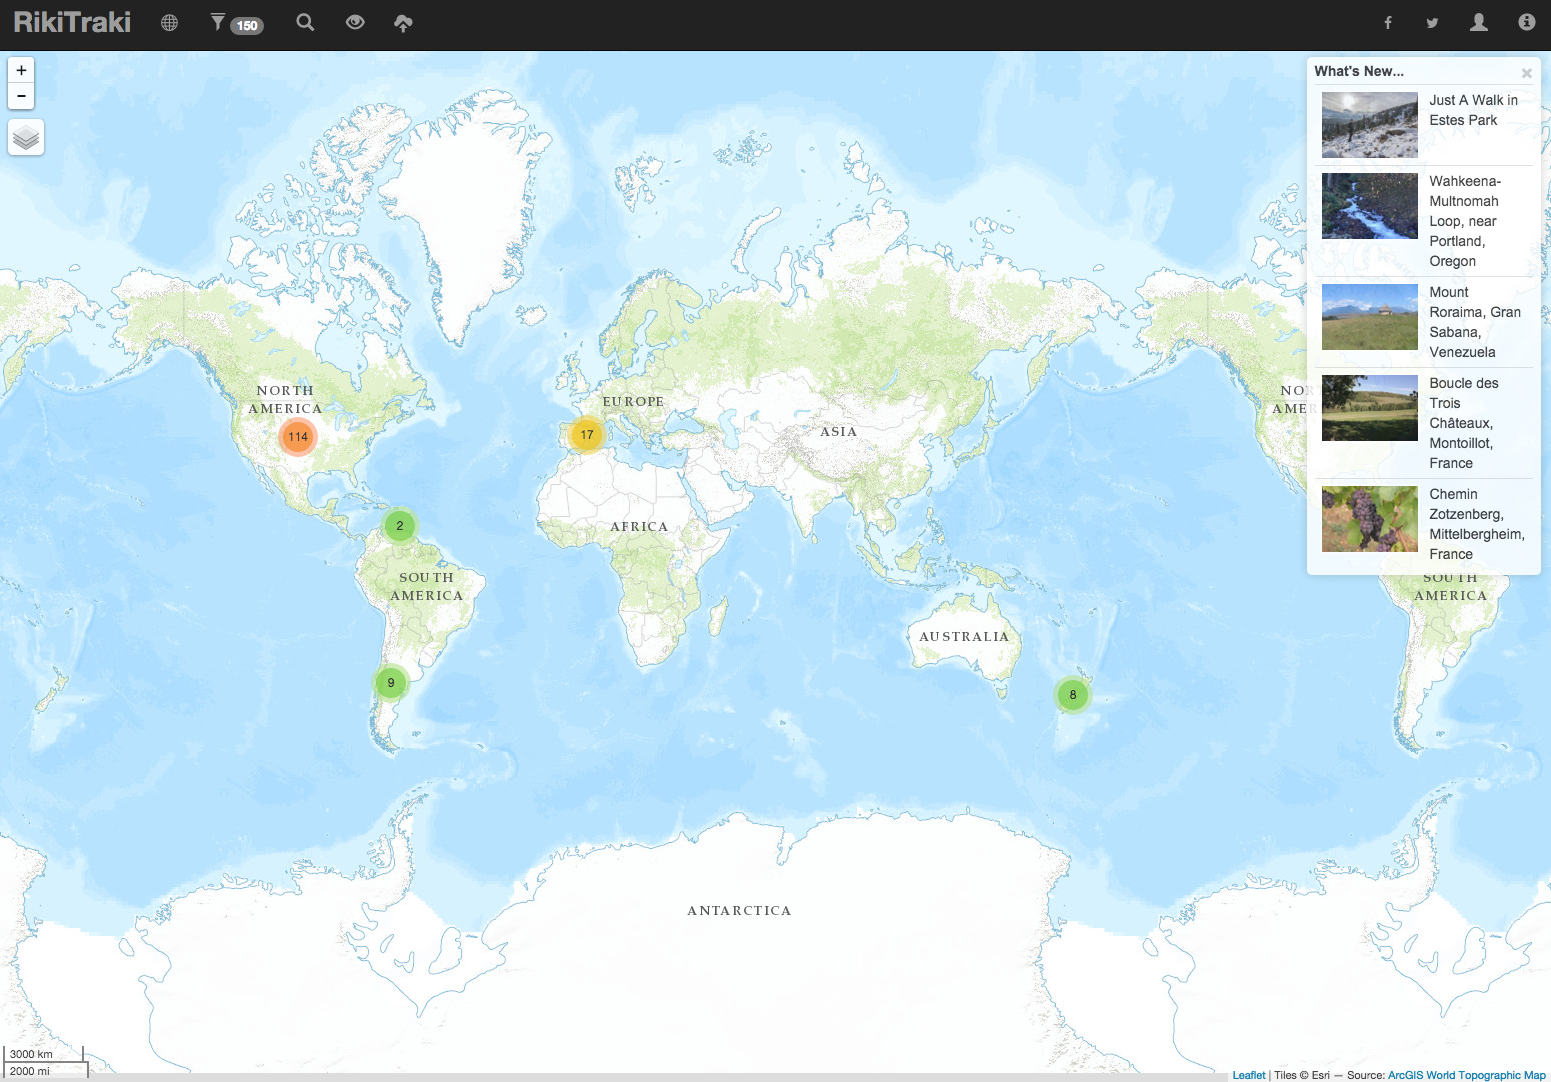 RikiTraki
150
+
−
What's New...
×
Just A Walk in
Estes Park
Wahkeena-
Multnomah
Loop, near
Portland,
Oregon
Mount
Roraima, Gran
Sabana,
Venezuela
Boucle des
Trois
Châteaux,
Montoillot,
France
Chemin
Zotzenberg,
Mittelbergheim,
France
NORTH
AMERICA
114
EUROPE
17
ASIA
NOR
AMER
2
AFRICA
SOUTH
AMERICA
AUSTRALIA
SOUTH
AMERICA
9
8
ANTARCTICA
3000 km
2000 mi
Leaflet | Tiles © Esri — Source: ArcGIS World Topographic Map